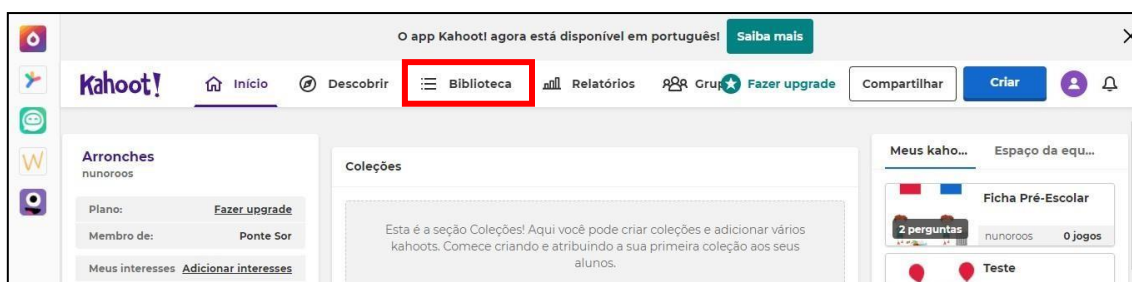 O app Kahoot! agora está disponível em português! Saiba mais
Kahoot! Início Descobrir Biblioteca Relatórios Fazer upgrade Compartilhar Criar
Arronches
nunoroos
Plano: Fazer upgrade
Membro de: Ponte Sor
Meus interesses Adicionar interesses
Coleções
Esta é a seção Coleções! Aqui você pode criar coleções e adicionar vários
kahoots. Comece criando e atribuindo a sua primeira coleção aos seus
alunos.
Meus kaho... Espaço da equ...
Ficha Pré-Escolar
2 perguntas nunoroos 0 jogos
Teste